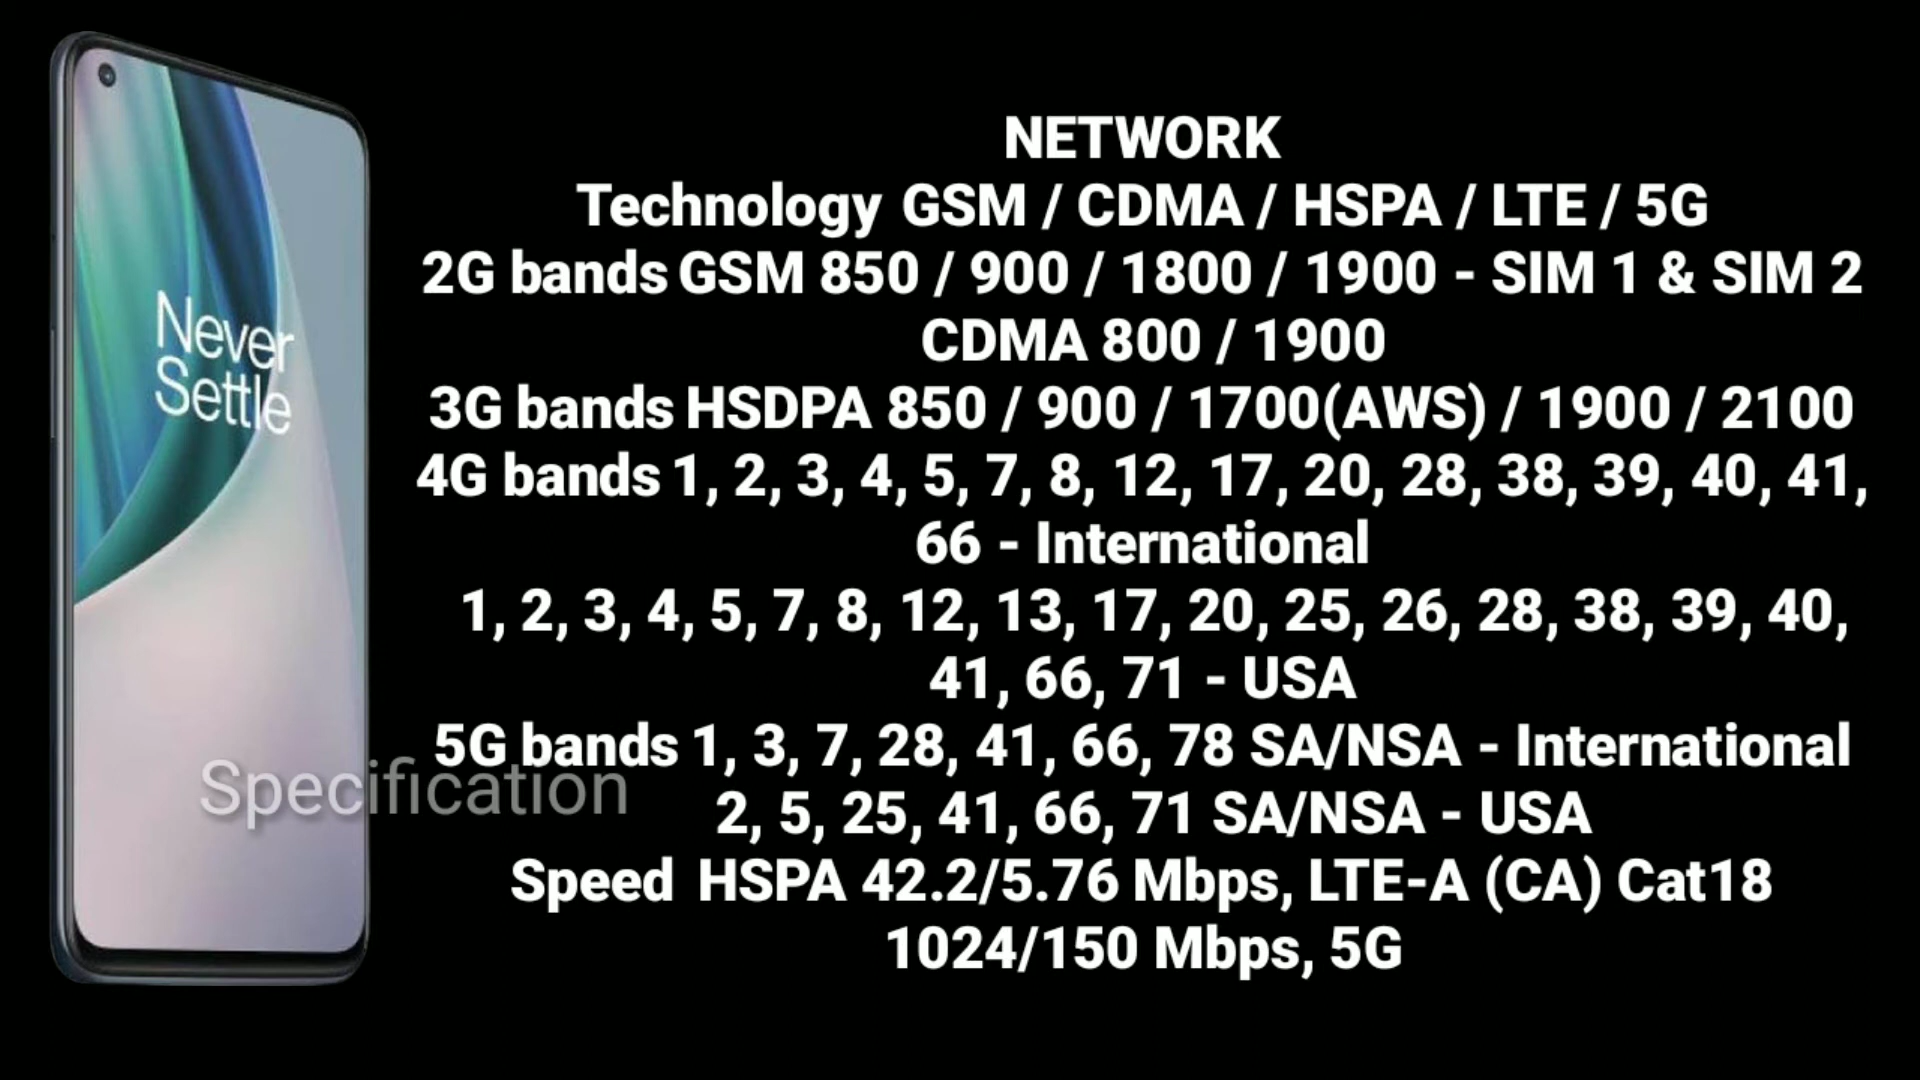 Never
Settle
NETWORK
Technology GSM / CDMA / HSPA / LTE / 5G
2G bands GSM 850 / 900 / 1800 / 1900 - SIM 1 & SIM 2
CDMA 800 / 1900
3G bands HSDPA 850 / 900 / 1700(AWS) / 1900 / 2100
4G bands 1, 2, 3, 4, 5, 7, 8, 12, 17, 20, 28, 38, 39, 40, 41,
66 - International
1, 2, 3, 4, 5, 7, 8, 12, 13, 17, 20, 25, 26, 28, 38, 39, 40,
41, 66, 71 - USA
5G bands 1, 3, 7, 28, 41, 66, 78 SA/NSA - International
Specification
2, 5, 25, 41, 66, 71 SA/NSA - USA
Speed HSPA 42.2/5.76 Mbps, LTE-A (CA) Cat18
1024/150 Mbps, 5G